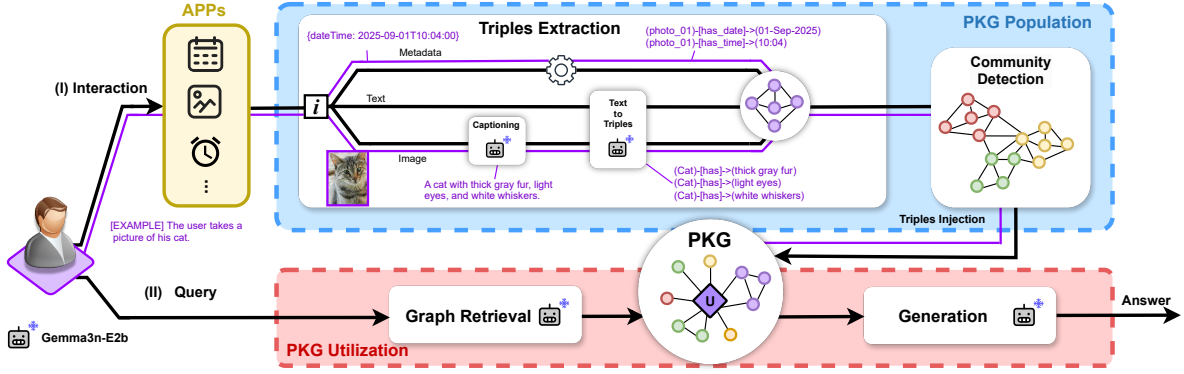 APPs
PKG Population
Triples Extraction
{dateTime: 2025-09-01T10:04:00}
(photo_01)-[has_date]->(01-Sep-2025)
(photo_01)-[has_time]->(10:04)
Metadata
Community
Detection
(I) Interaction
i
Text
Captioning
Text
to
Triples
Image
A cat with thick gray fur, light
eyes, and white whiskers.
(Cat)-[has]->(thick gray fur)
(Cat)-[has]->(light eyes)
(Cat)-[has]->(white whiskers)
[EXAMPLE] The user takes a
picture of his cat.
Triples Injection
PKG
U
(II) Query
Graph Retrieval
Generation
Answer
Gemma3n-E2b
PKG Utilization